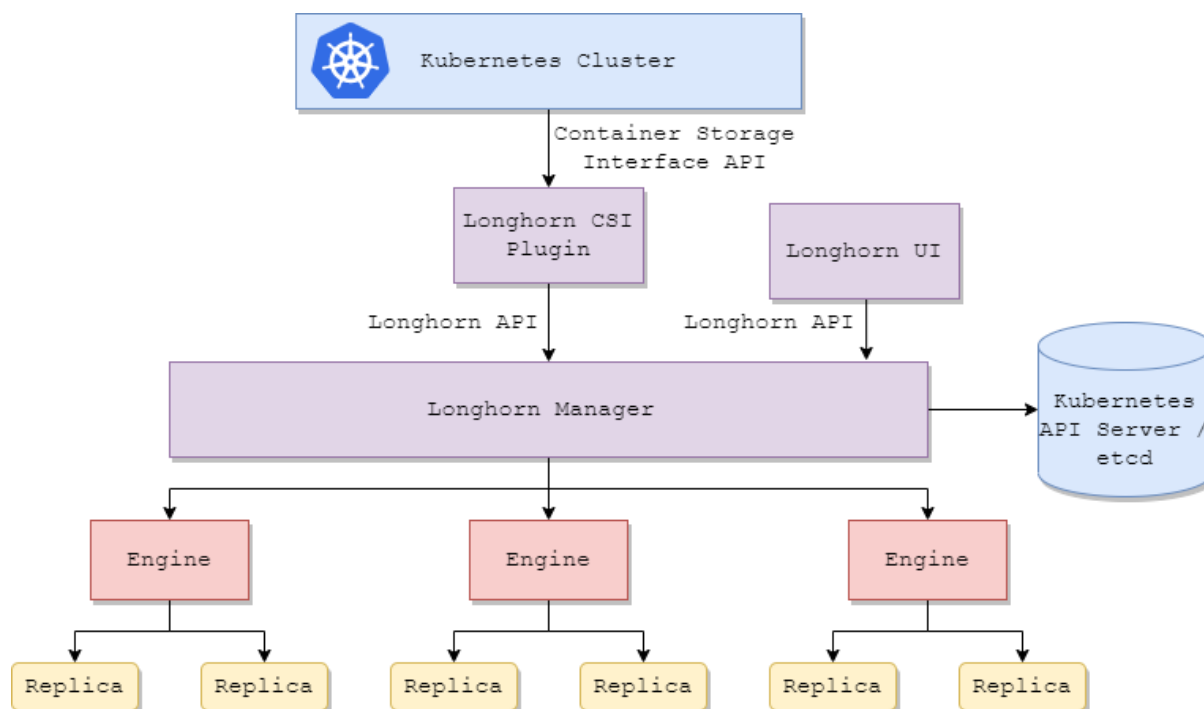 Kubernetes Cluster
Container Storage
Interface API
Longhorn CSI
Plugin
Longhorn UI
Longhorn API
Longhorn API
Longhorn Manager
Kubernetes
API Server /
etcd
Engine
Engine
Engine
Replica
Replica
Replica
Replica
Replica
Replica